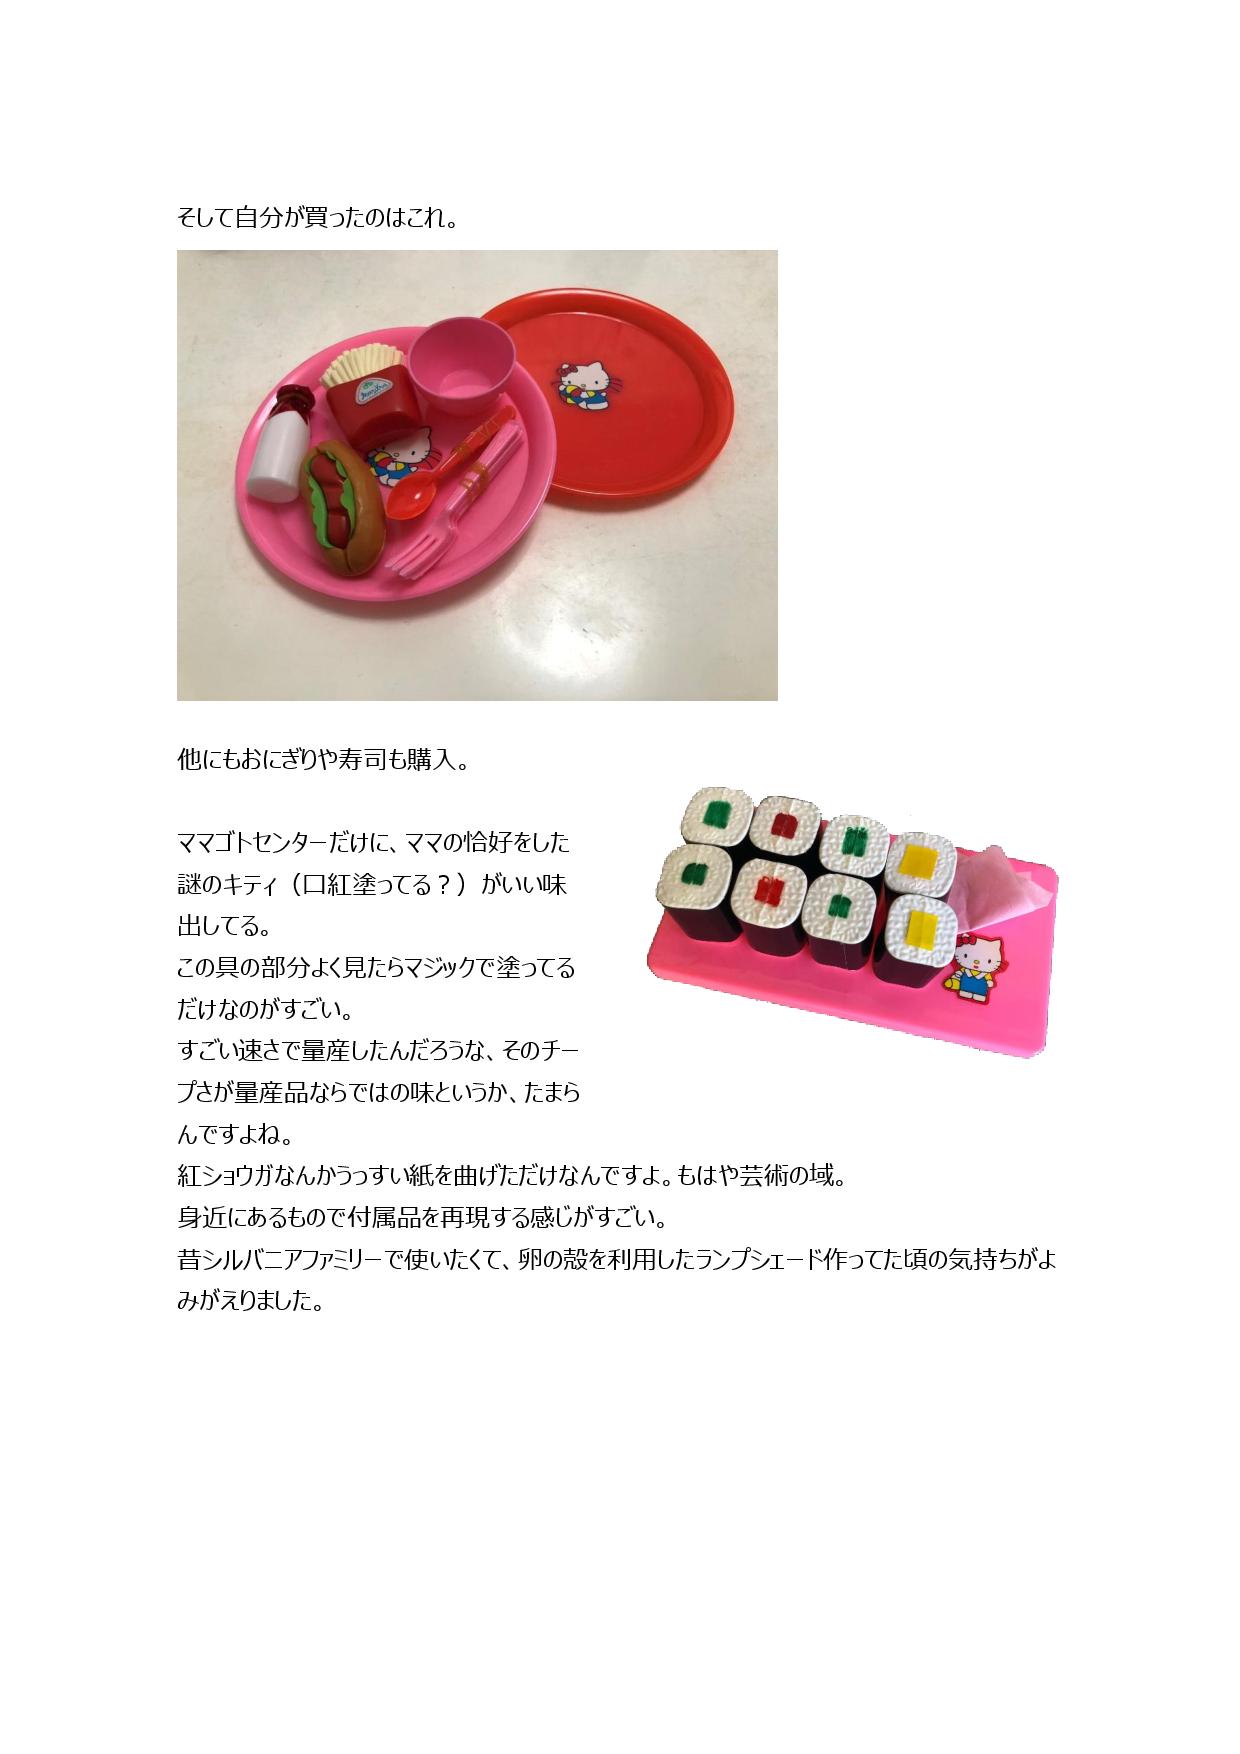 そして自分が買ったのはこれ。
他にもおにぎりや寿司も購入。
ママゴトセンターだけに、ママの恰好をした
謎のキティ（口紅塗ってる？）がいい味
出してる。
この具の部分よく見たらマジックで塗ってる
だけなのがすごい。
すごい速さで量産したんだろうな、そのチー
プさが量産品ならではの味というか、たまら
んですよね。
紅ショウガなんかうっすい紙を曲げただけなんですよ。もはや芸術の域。
身近にあるもので付属品を再現する感じがすごい。
昔シルバニアファミリーで使いたくて、卵の殻を利用したランプシェード作ってた頃の気持ちがよ
みがえりました。